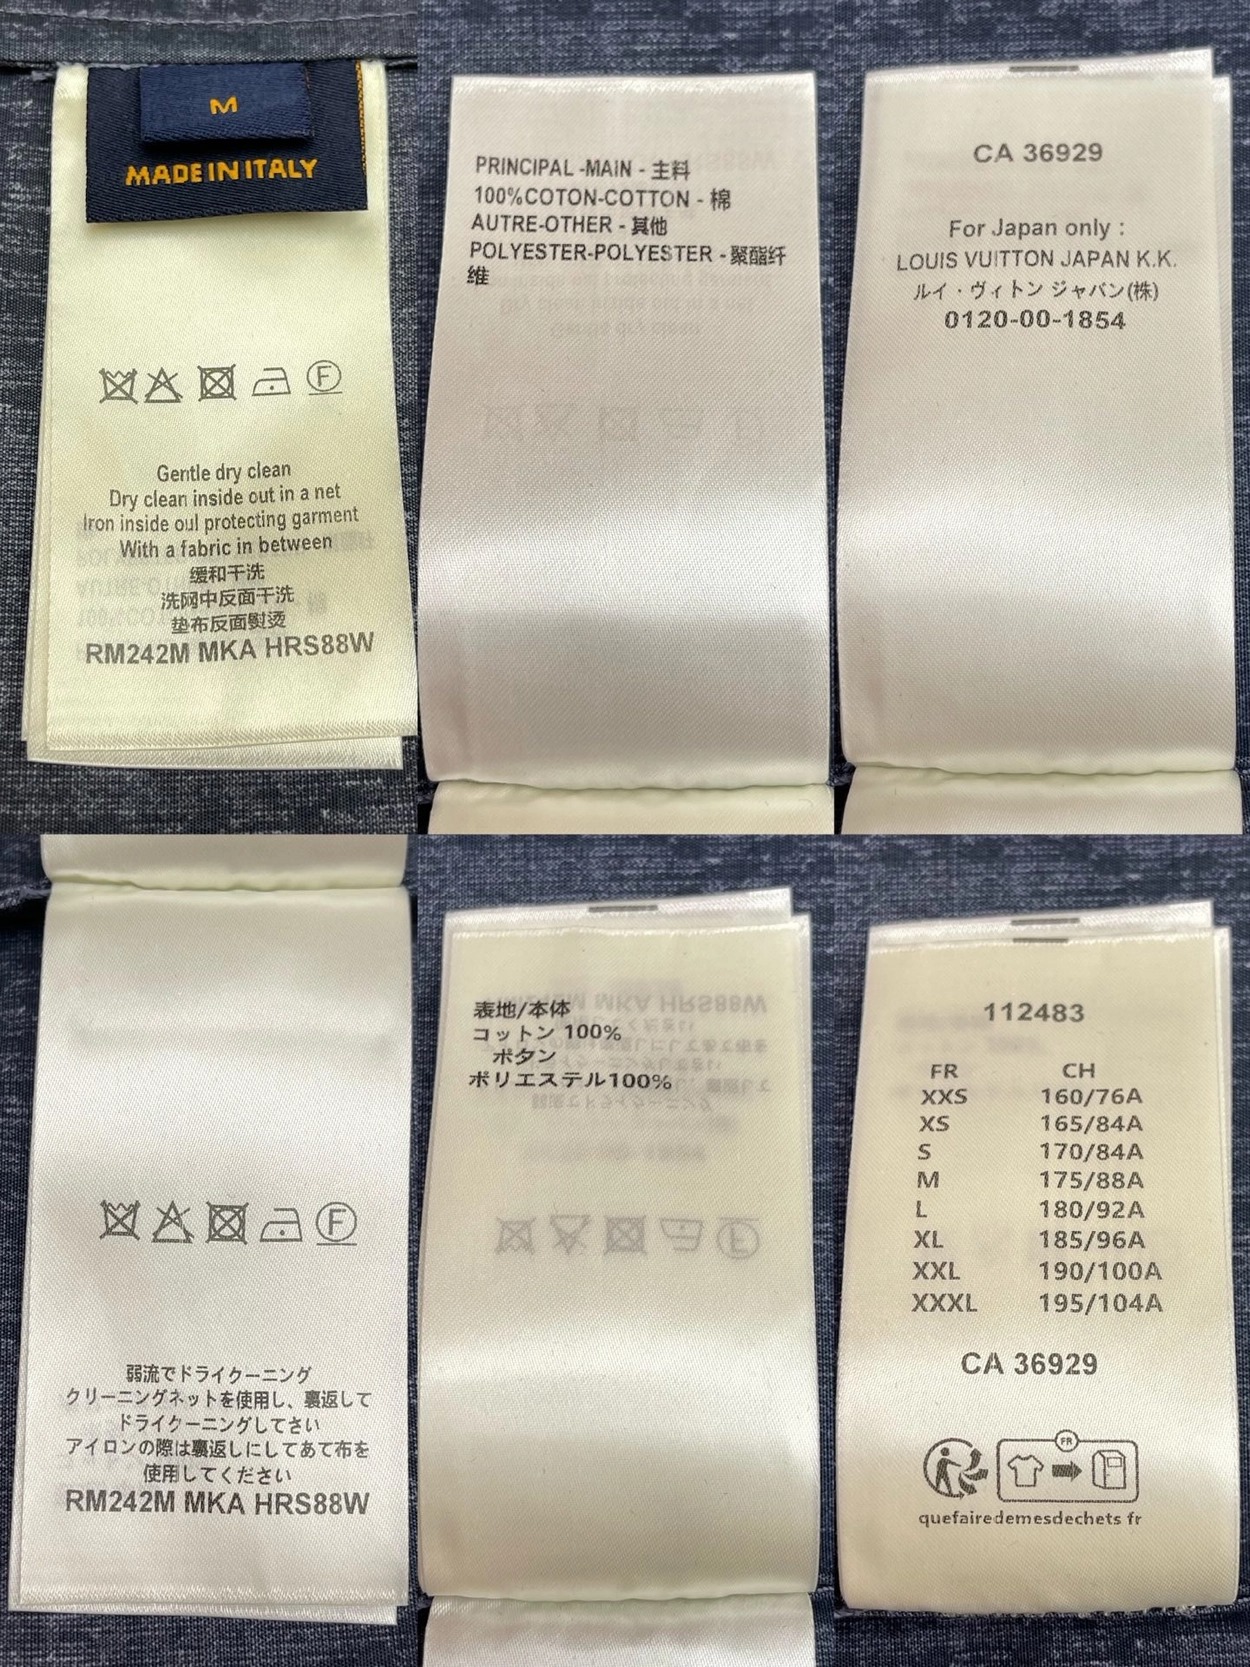 M
MADE IN ITALY
F
Gentle dry clean
Dry clean inside out in a net
Iron inside oul protecting garment
With a fabric in between
缓和干洗
洗网中反面干洗
垫布反面熨烫
RM242M MKA HRS88W
PRINCIPAL -MAIN - 主料
100%COTON-COTTON - 棉
AUTRE-OTHER - 其他
POLYESTER-POLYESTER - 聚酯纤
维
CA 36929
For Japan only :
LOUIS VUITTON JAPAN K.K.
ルイ・ヴィトン ジャパン(株)
0120-00-1854
F
弱流でドライクーニング
クリーニングネットを使用し、裏返して
ドライクーニングしてさい
アイロンの際は裏返しにしてあて布を
使用してください
RM242M MKA HRS88W
表地/本体
コットン 100%
ボタン
ポリエステル100%
112483
FR CH
XXS 160/76A
XS 165/84A
S 170/84A
M 175/88A
L 180/92A
XL 185/96A
XXL 190/100A
XXXL 195/104A
CA 36929
FR
quefairedemesdechets fr